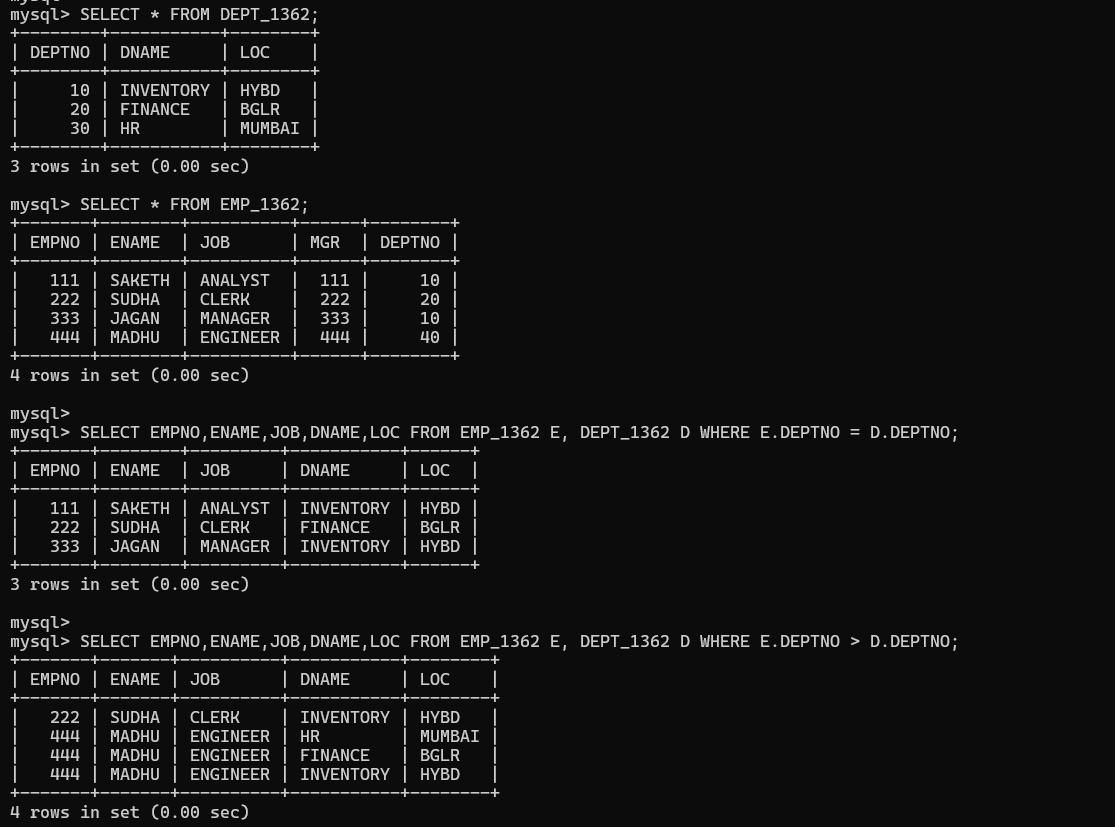 mysql> SELECT * FROM DEPT_1362;
+--------+-----------+--------+
| DEPTNO | DNAME     | LOC    |
+--------+-----------+--------+
|     10 | INVENTORY | HYBD   |
|     20 | FINANCE   | BGLR   |
|     30 | HR        | MUMBAI |
+--------+-----------+--------+
3 rows in set (0.00 sec)

mysql> SELECT * FROM EMP_1362;
+-------+--------+----------+------+--------+
| EMPNO | ENAME  | JOB      | MGR  | DEPTNO |
+-------+--------+----------+------+--------+
|   111 | SAKETH | ANALYST  |  111 |     10 |
|   222 | SUDHA  | CLERK    |  222 |     20 |
|   333 | JAGAN  | MANAGER  |  333 |     10 |
|   444 | MADHU  | ENGINEER |  444 |     40 |
+-------+--------+----------+------+--------+
4 rows in set (0.00 sec)

mysql>
mysql> SELECT EMPNO,ENAME,JOB,DNAME,LOC FROM EMP_1362 E, DEPT_1362 D WHERE E.DEPTNO = D.DEPTNO;
+-------+--------+---------+-----------+------+
| EMPNO | ENAME  | JOB     | DNAME     | LOC  |
+-------+--------+---------+-----------+------+
|   111 | SAKETH | ANALYST | INVENTORY | HYBD |
|   222 | SUDHA  | CLERK   | FINANCE   | BGLR |
|   333 | JAGAN  | MANAGER | INVENTORY | HYBD |
+-------+--------+---------+-----------+------+
3 rows in set (0.00 sec)

mysql>
mysql> SELECT EMPNO,ENAME,JOB,DNAME,LOC FROM EMP_1362 E, DEPT_1362 D WHERE E.DEPTNO > D.DEPTNO;
+-------+-------+----------+-----------+--------+
| EMPNO | ENAME | JOB      | DNAME     | LOC    |
+-------+-------+----------+-----------+--------+
|   222 | SUDHA | CLERK    | INVENTORY | HYBD   |
|   444 | MADHU | ENGINEER | HR        | MUMBAI |
|   444 | MADHU | ENGINEER | FINANCE   | BGLR   |
|   444 | MADHU | ENGINEER | INVENTORY | HYBD   |
+-------+-------+----------+-----------+--------+
4 rows in set (0.00 sec)